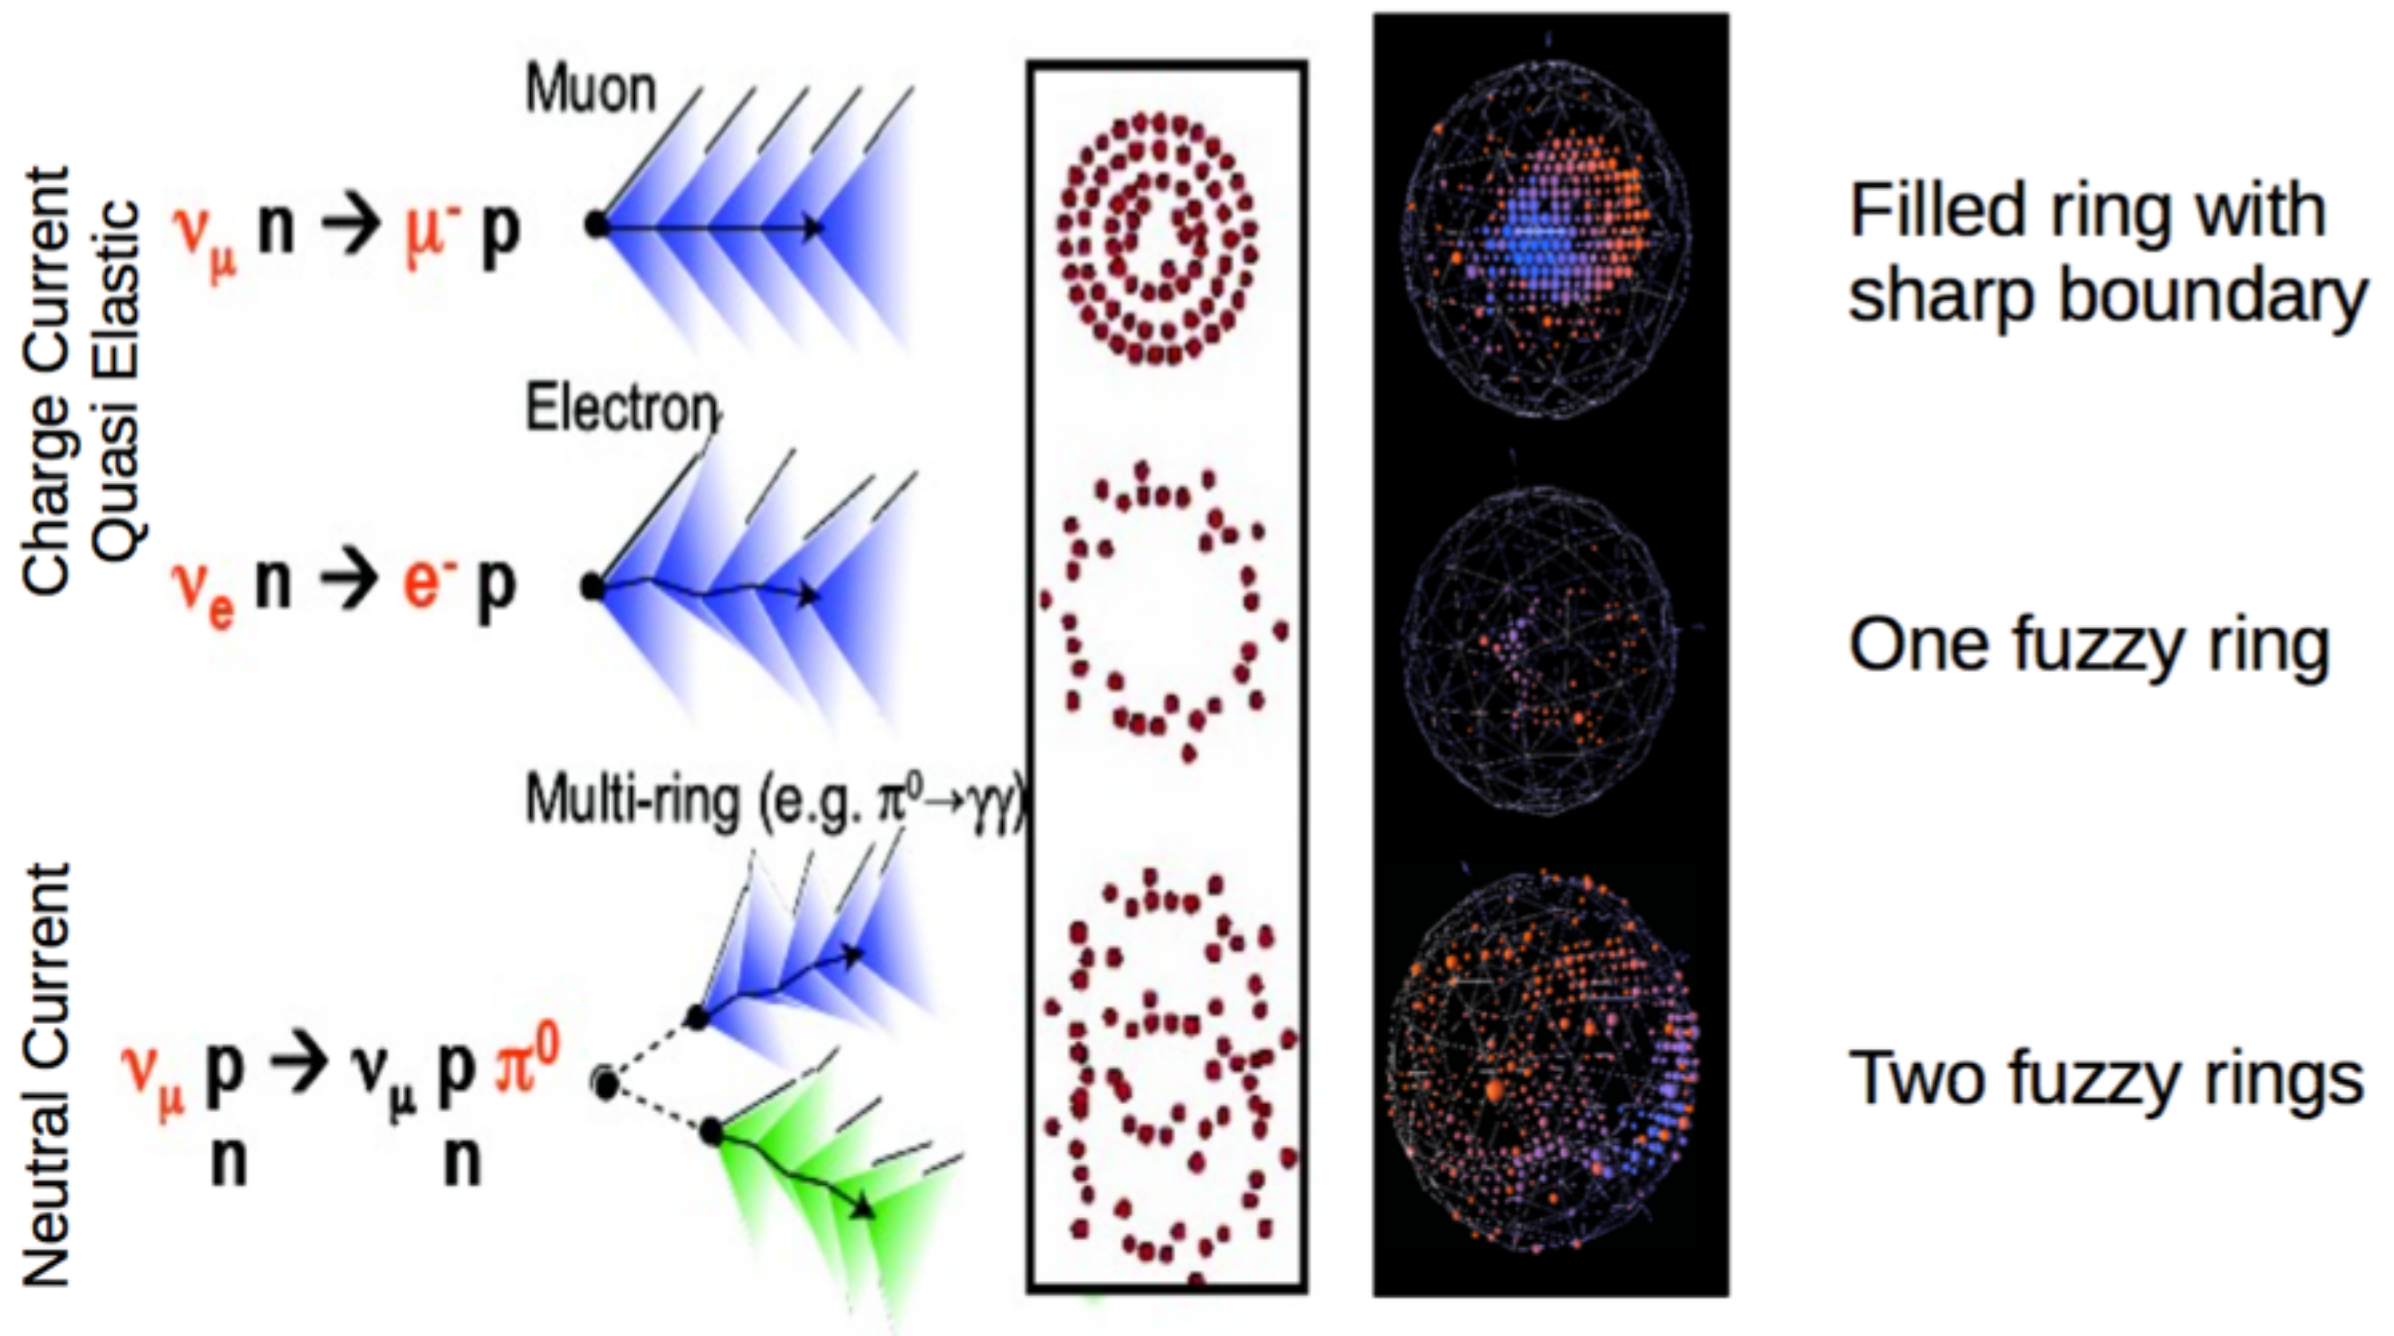 Charge Current
Quasi Elastic
Muon
νμ n → μ- p
Filled ring with
sharp boundary
Electron
νe n → e- p
One fuzzy ring
Neutral Current
Multi-ring (e.g. π0→γγ)
νμ p → νμ p π0
n n
Two fuzzy rings